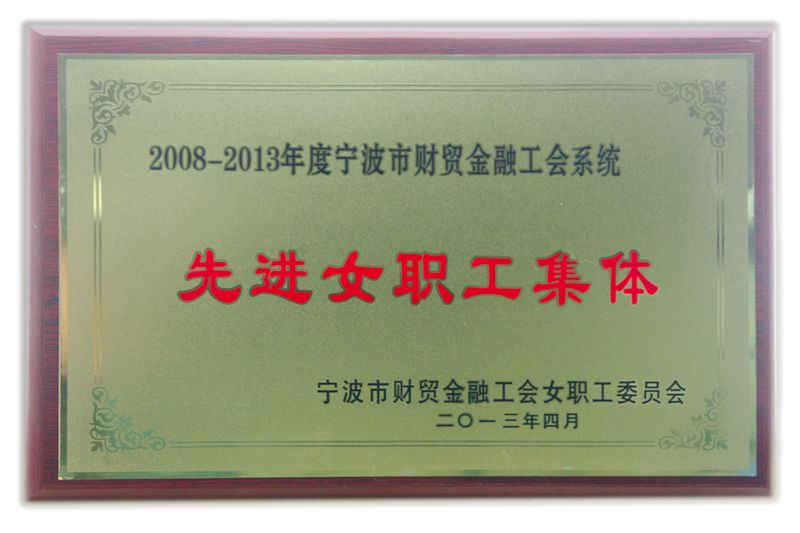 2008-2013年度宁波市财贸金融工会系统
先进女职工集体
宁波市财贸金融工会女职工委员会
二〇一三年四月